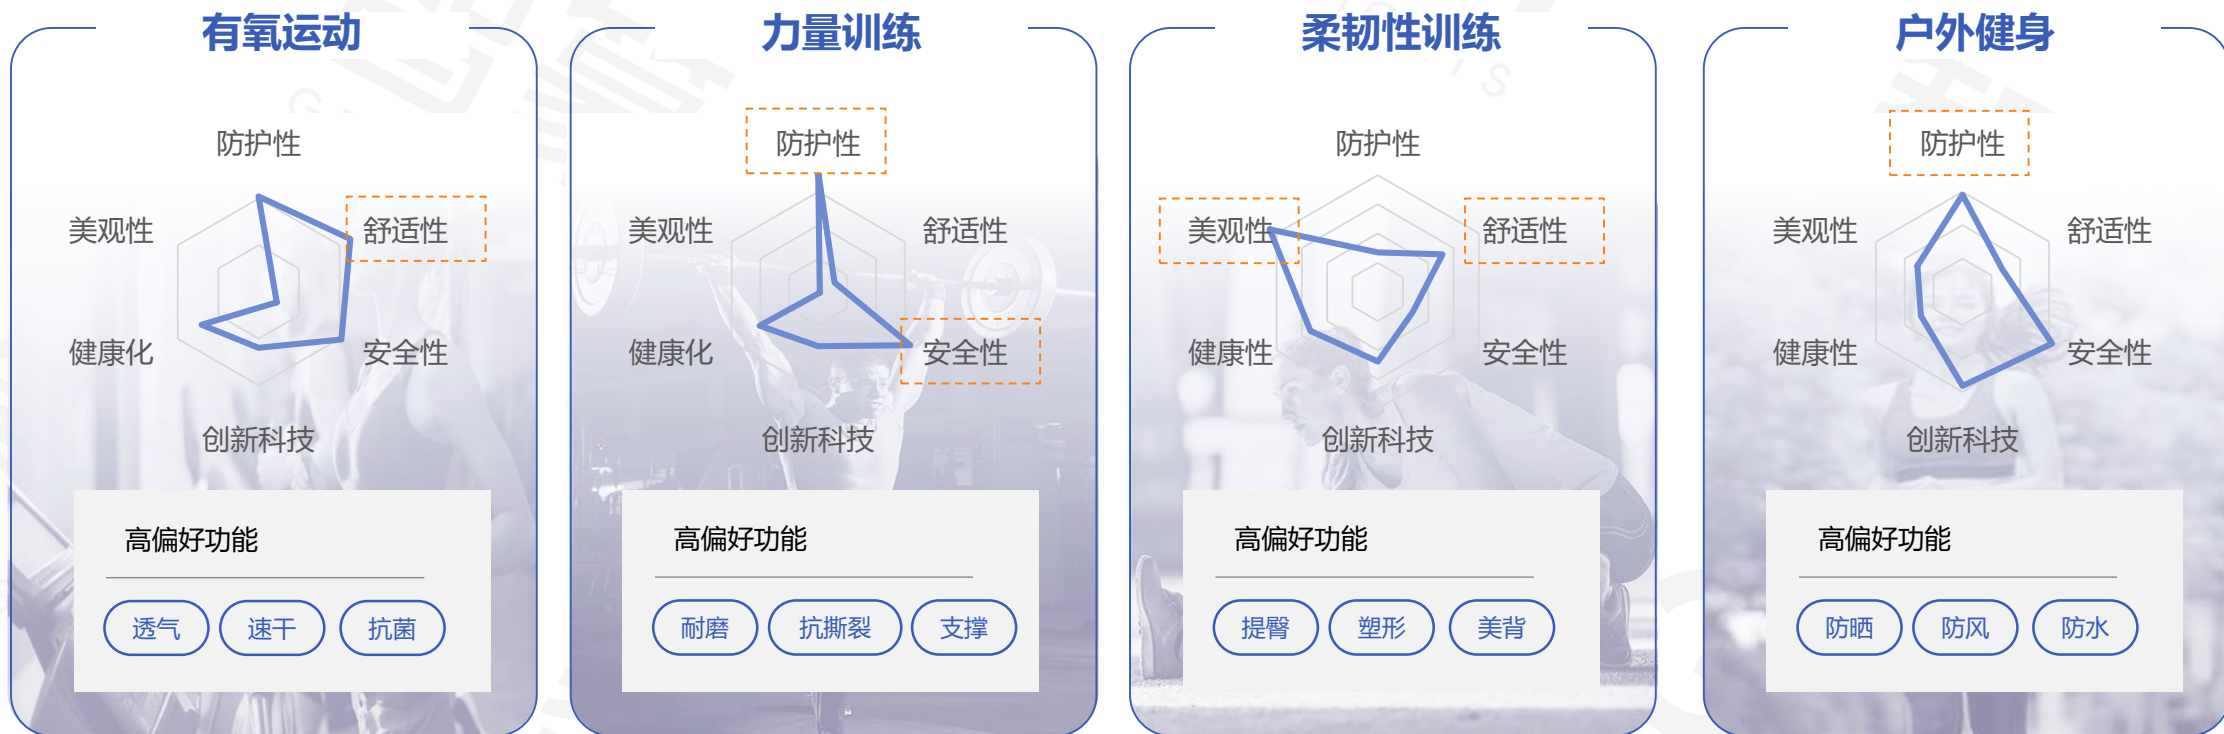 有氧运动
防护性
美观性
舒适性
健康化
安全性
创新科技
高偏好功能
透气
速干
抗菌
力量训练
防护性
美观性
舒适性
健康化
安全性
创新科技
高偏好功能
耐磨
抗撕裂
支撑
柔韧性训练
防护性
美观性
舒适性
健康性
安全性
创新科技
高偏好功能
提臀
塑形
美背
户外健身
防护性
美观性
舒适性
健康性
安全性
创新科技
高偏好功能
防晒
防风
防水